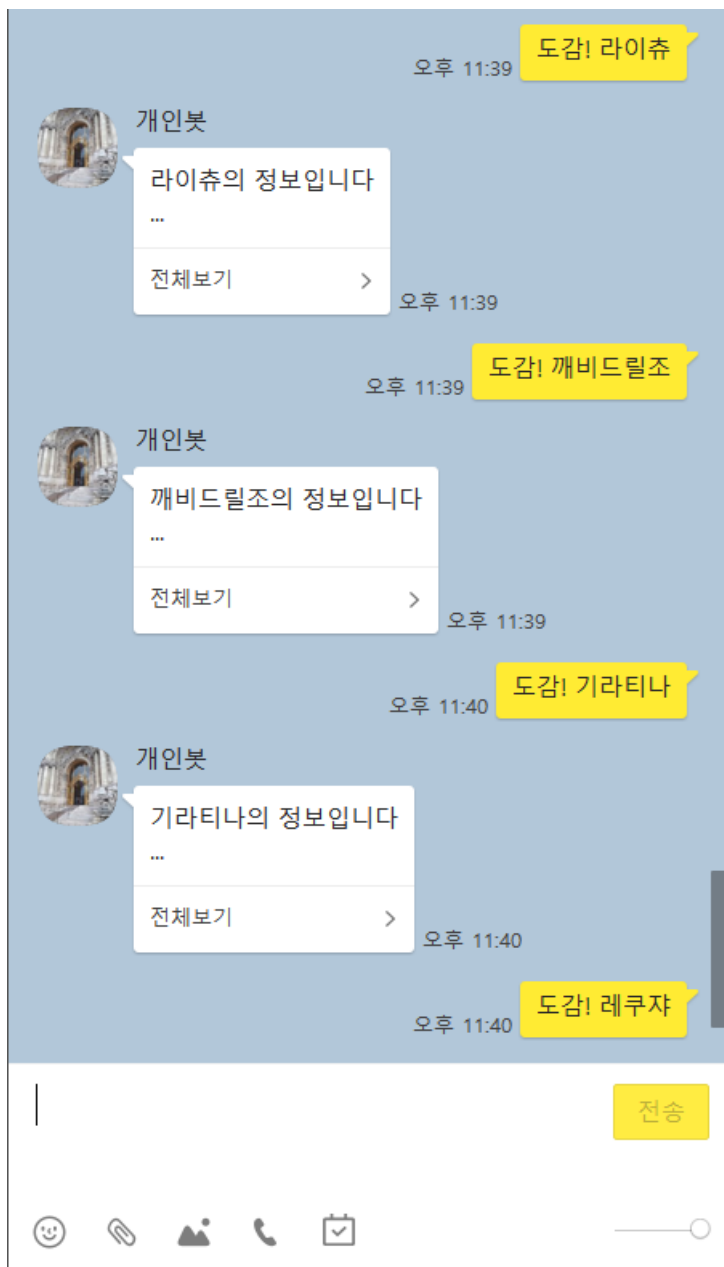 도감! 라이츄
오후 11:39
개인봇
라이츄의 정보입니다
...
전체보기
오후 11:39
도감! 깨비드릴조
오후 11:39
개인봇
깨비드릴조의 정보입니다
...
전체보기
오후 11:39
도감! 기라티나
오후 11:40
개인봇
기라티나의 정보입니다
...
전체보기
오후 11:40
도감! 레쿠쟈
오후 11:40
전송